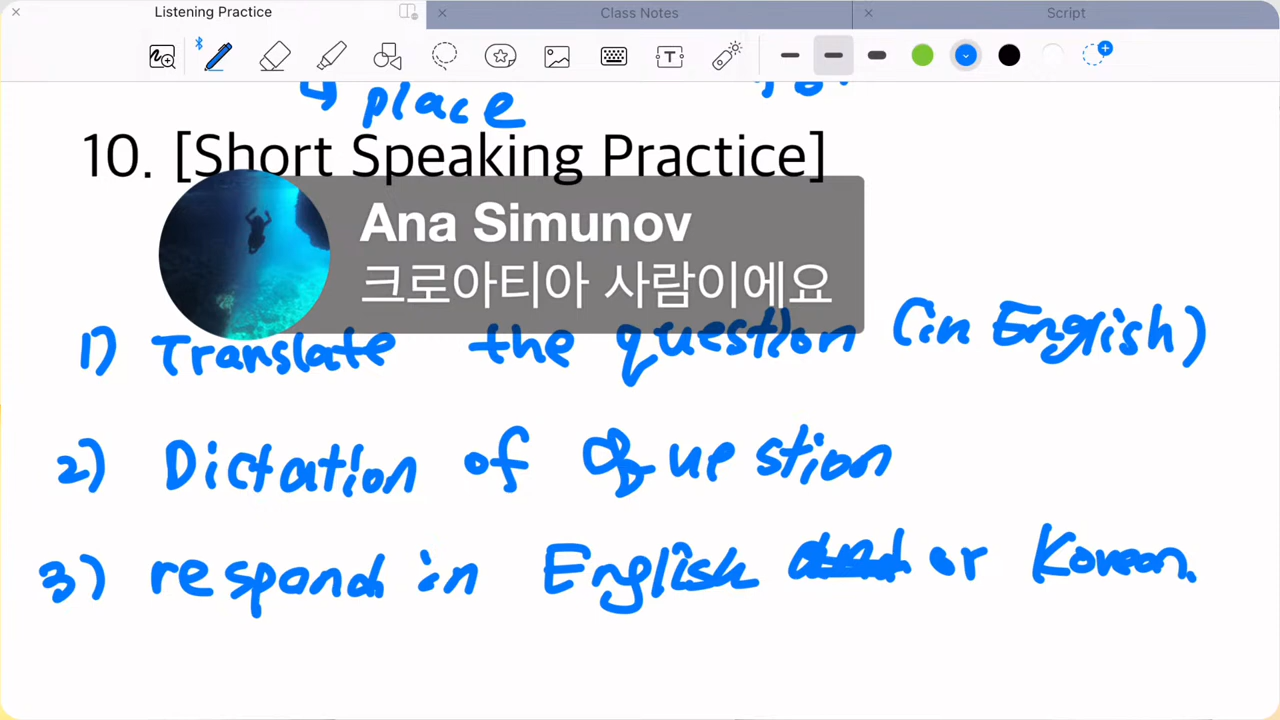 Listening Practice
Class Notes
Script
place
10. [Short Speaking Practice]
Ana Simunov
크로아티아 사람이에요
1) Translate the question (in English)
2) Dictation of question
3) respond in English and or Korean.